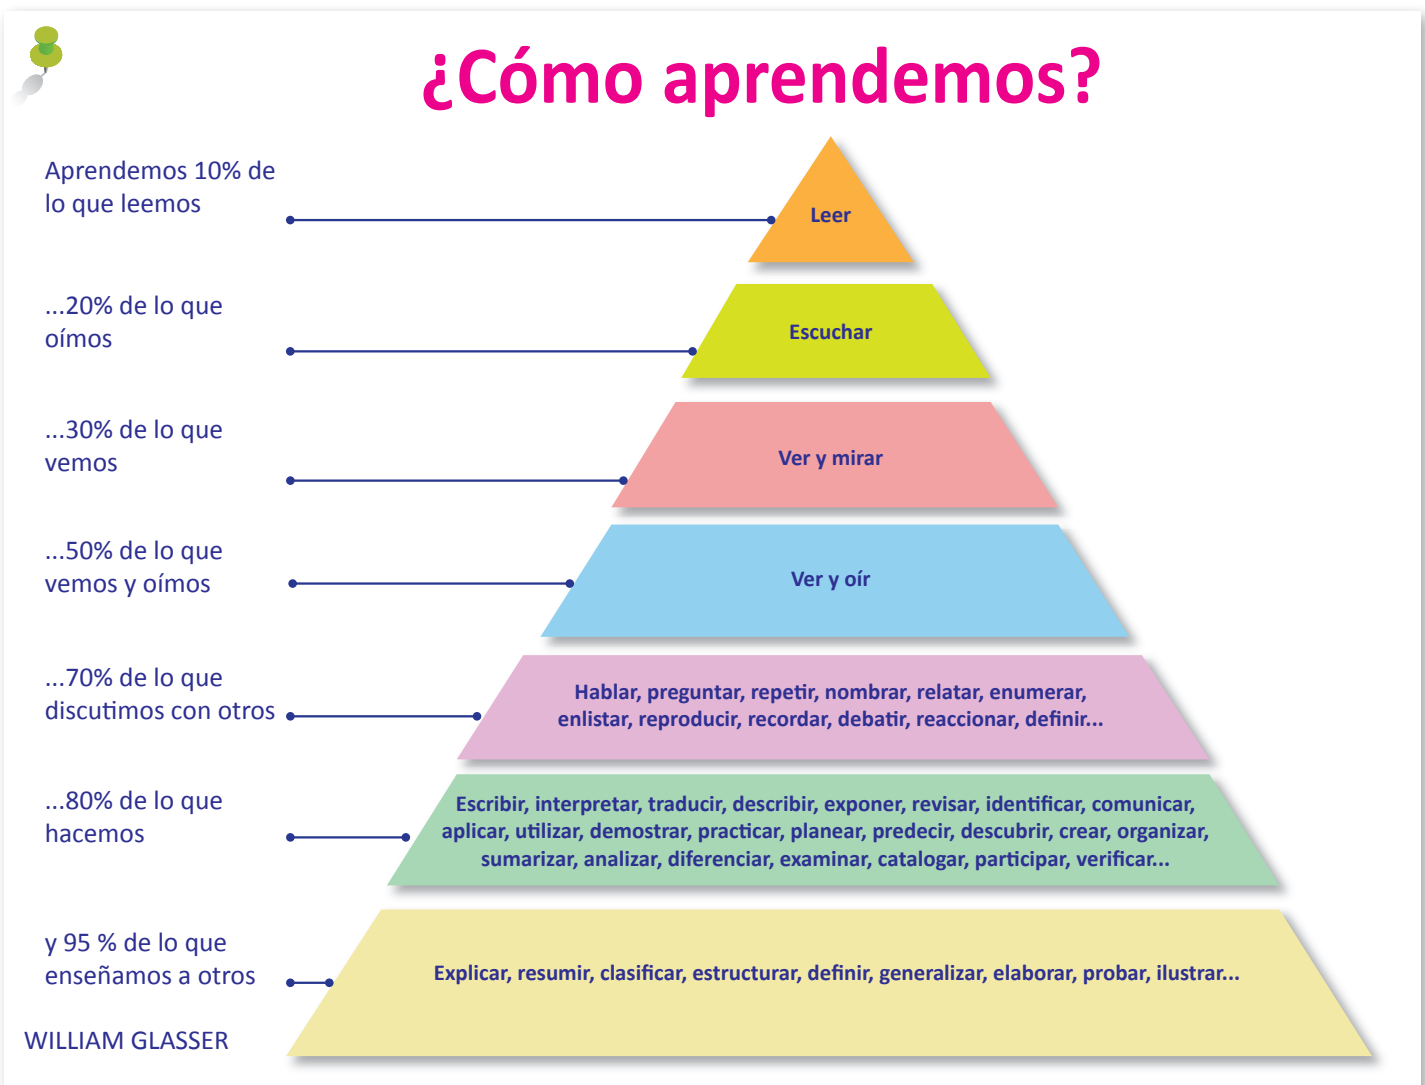 ¿Cómo aprendemos?
Aprendemos 10% de
lo que leemos
Leer
...20% de lo que
oímos
Escuchar
...30% de lo que
vemos
Ver y mirar
...50% de lo que
vemos y oímos
Ver y oír
...70% de lo que
discutimos con otros
Hablar, preguntar, repetir, nombrar, relatar, enumerar,
enlistar, reproducir, recordar, debatir, reaccionar, definir...
...80% de lo que
hacemos
Escribir, interpretar, traducir, describir, exponer, revisar, identificar, comunicar,
aplicar, utilizar, demostrar, practicar, planear, predecir, descubrir, crear, organizar,
sumarizar, analizar, diferenciar, examinar, catalogar, participar, verificar...
y 95 % de lo que
enseñamos a otros
Explicar, resumir, clasificar, estructurar, definir, generalizar, elaborar, probar, ilustrar...
WILLIAM GLASSER